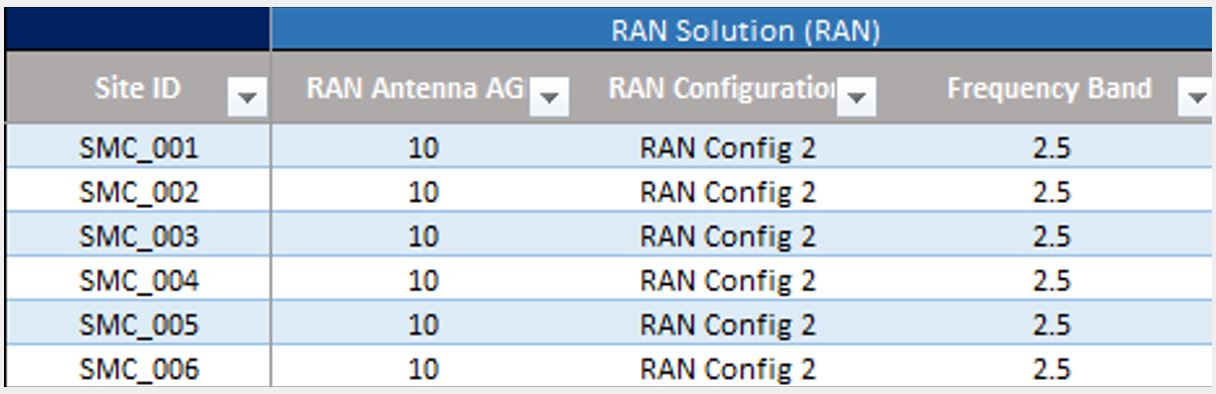 RAN Solution (RAN)
Site ID RAN Antenna AG RAN Configuration Frequency Band
SMC_001 10 RAN Config 2 2.5
SMC_002 10 RAN Config 2 2.5
SMC_003 10 RAN Config 2 2.5
SMC_004 10 RAN Config 2 2.5
SMC_005 10 RAN Config 2 2.5
SMC_006 10 RAN Config 2 2.5